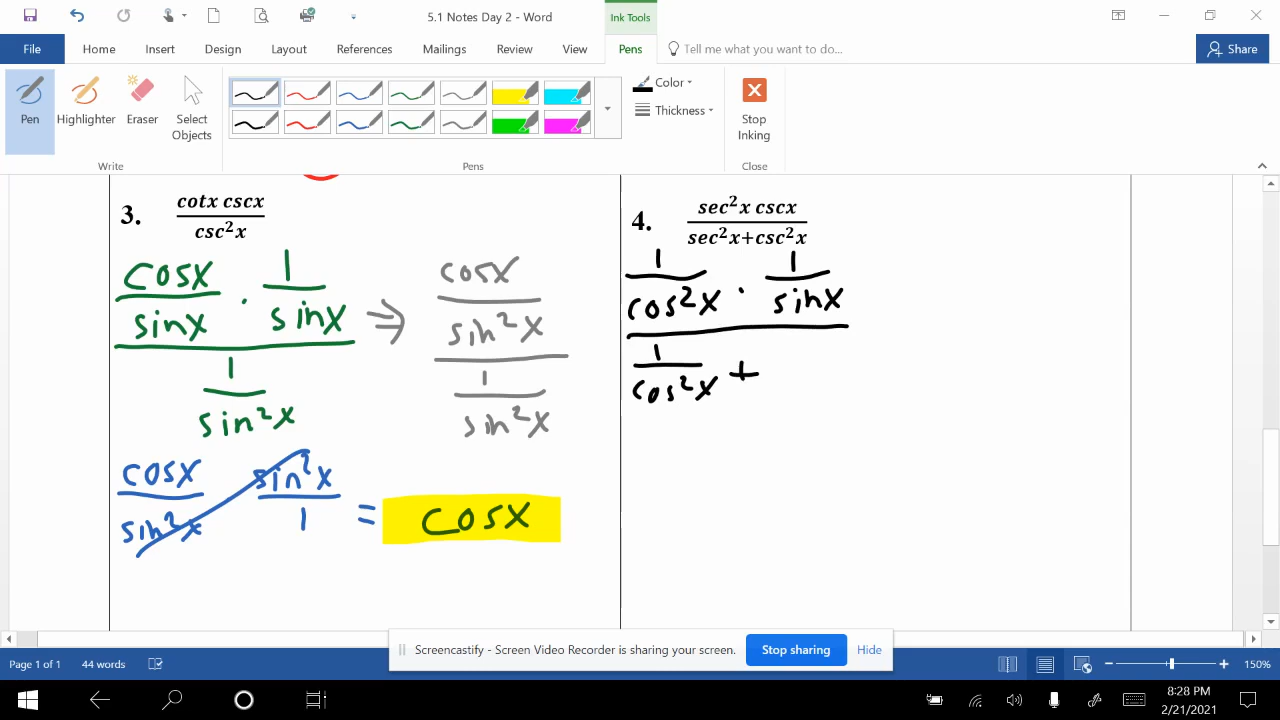 5.1 Notes Day 2 - Word
Ink Tools
File Home Insert Design Layout References Mailings Review View Pens Tell me what you want to do... Share
Pen Highlighter Eraser Select Objects Color Thickness Stop Inking
Write Pens Close
3. cotx cscx
csc²x
cosx 1
sinx · sinx
1
sin²x
⇒
cosx
sin²x
1
sin²x
cosx sin²x
sin²x 1
= cosx
4. sec²x cscx
sec²x+csc²x
1 1
cos²x · sinx
1
cos²x +
Screencastify - Screen Video Recorder is sharing your screen. Stop sharing Hide
Page 1 of 1 44 words 150%
8:28 PM
2/21/2021